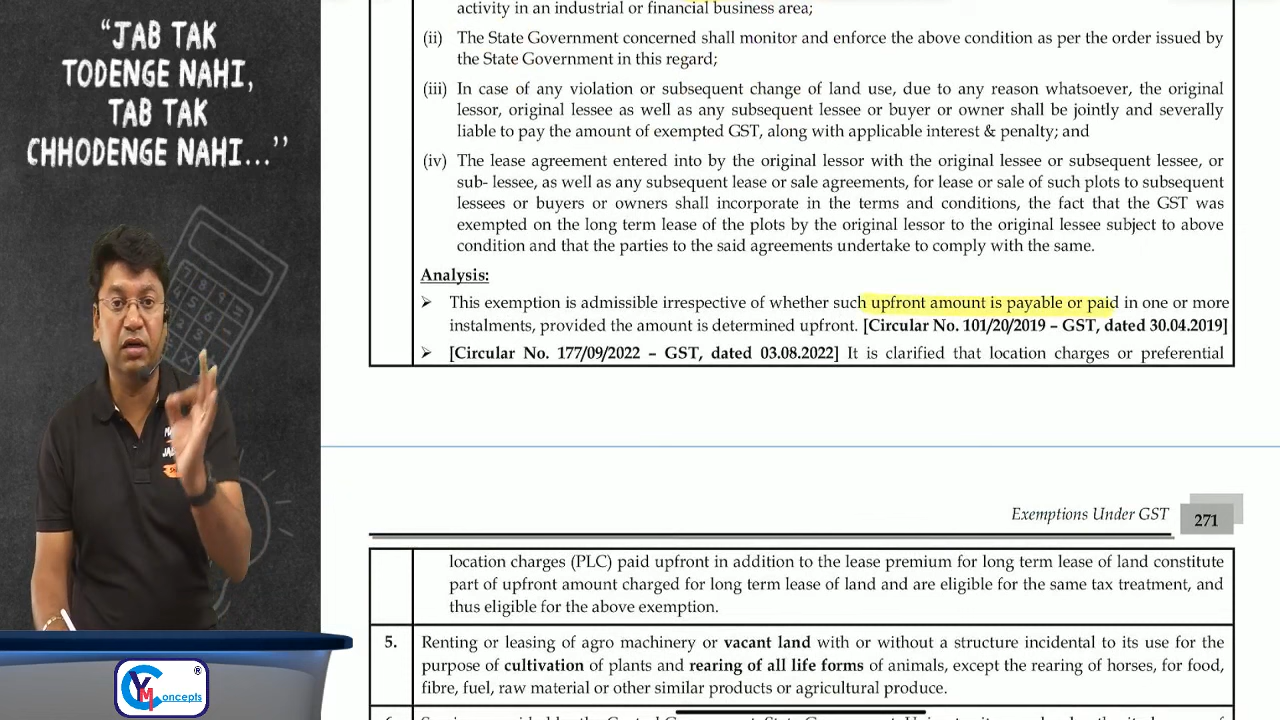 “JAB TAK
TODENGE NAHI,
TAB TAK
CHHODENGE NAHI...’’
activity in an industrial or financial business area;
(ii) The State Government concerned shall monitor and enforce the above condition as per the order issued by
the State Government in this regard;
(iii) In case of any violation or subsequent change of land use, due to any reason whatsoever, the original
lessor, original lessee as well as any subsequent lessee or buyer or owner shall be jointly and severally
liable to pay the amount of exempted GST, along with applicable interest & penalty; and
(iv) The lease agreement entered into by the original lessor with the original lessee or subsequent lessee, or
sub- lessee, as well as any subsequent lease or sale agreements, for lease or sale of such plots to subsequent
lessees or buyers or owners shall incorporate in the terms and conditions, the fact that the GST was
exempted on the long term lease of the plots by the original lessor to the original lessee subject to above
condition and that the parties to the said agreements undertake to comply with the same.
Analysis:
➢ This exemption is admissible irrespective of whether such upfront amount is payable or paid in one or more
instalments, provided the amount is determined upfront. [Circular No. 101/20/2019 – GST, dated 30.04.2019]
➢ [Circular No. 177/09/2022 – GST, dated 03.08.2022] It is clarified that location charges or preferential
Exemptions Under GST 271
location charges (PLC) paid upfront in addition to the lease premium for long term lease of land constitute
part of upfront amount charged for long term lease of land and are eligible for the same tax treatment, and
thus eligible for the above exemption.
5. Renting or leasing of agro machinery or vacant land with or without a structure incidental to its use for the
purpose of cultivation of plants and rearing of all life forms of animals, except the rearing of horses, for food,
fibre, fuel, raw material or other similar products or agricultural produce.
YM Concepts ®